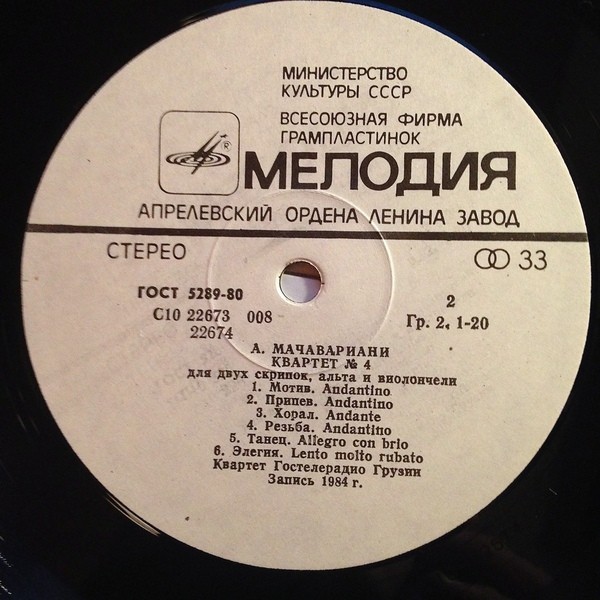 МИНИСТЕРСТВО
КУЛЬТУРЫ СССР
ВСЕСОЮЗНАЯ ФИРМА
ГРАМПЛАСТИНОК
®
МЕЛОДИЯ
АПРЕЛЕВСКИЙ ОРДЕНА ЛЕНИНА ЗАВОД
СТЕРЕО
33
ГОСТ 5289-80
2
С10 22673 008
Гр. 2. 1-20
22674
А. МАЧАВАРИАНИ
КВАРТЕТ № 4
для двух скрипок, альта и виолончели
1. Мотив. Andantino
2. Припев. Andantino
3. Хорал. Andante
4. Резьба. Andantino
5. Танец. Allegro con brio
6. Элегия. Lento molto rubato
Квартет Гостелерадио Грузии
Запись 1984 г.